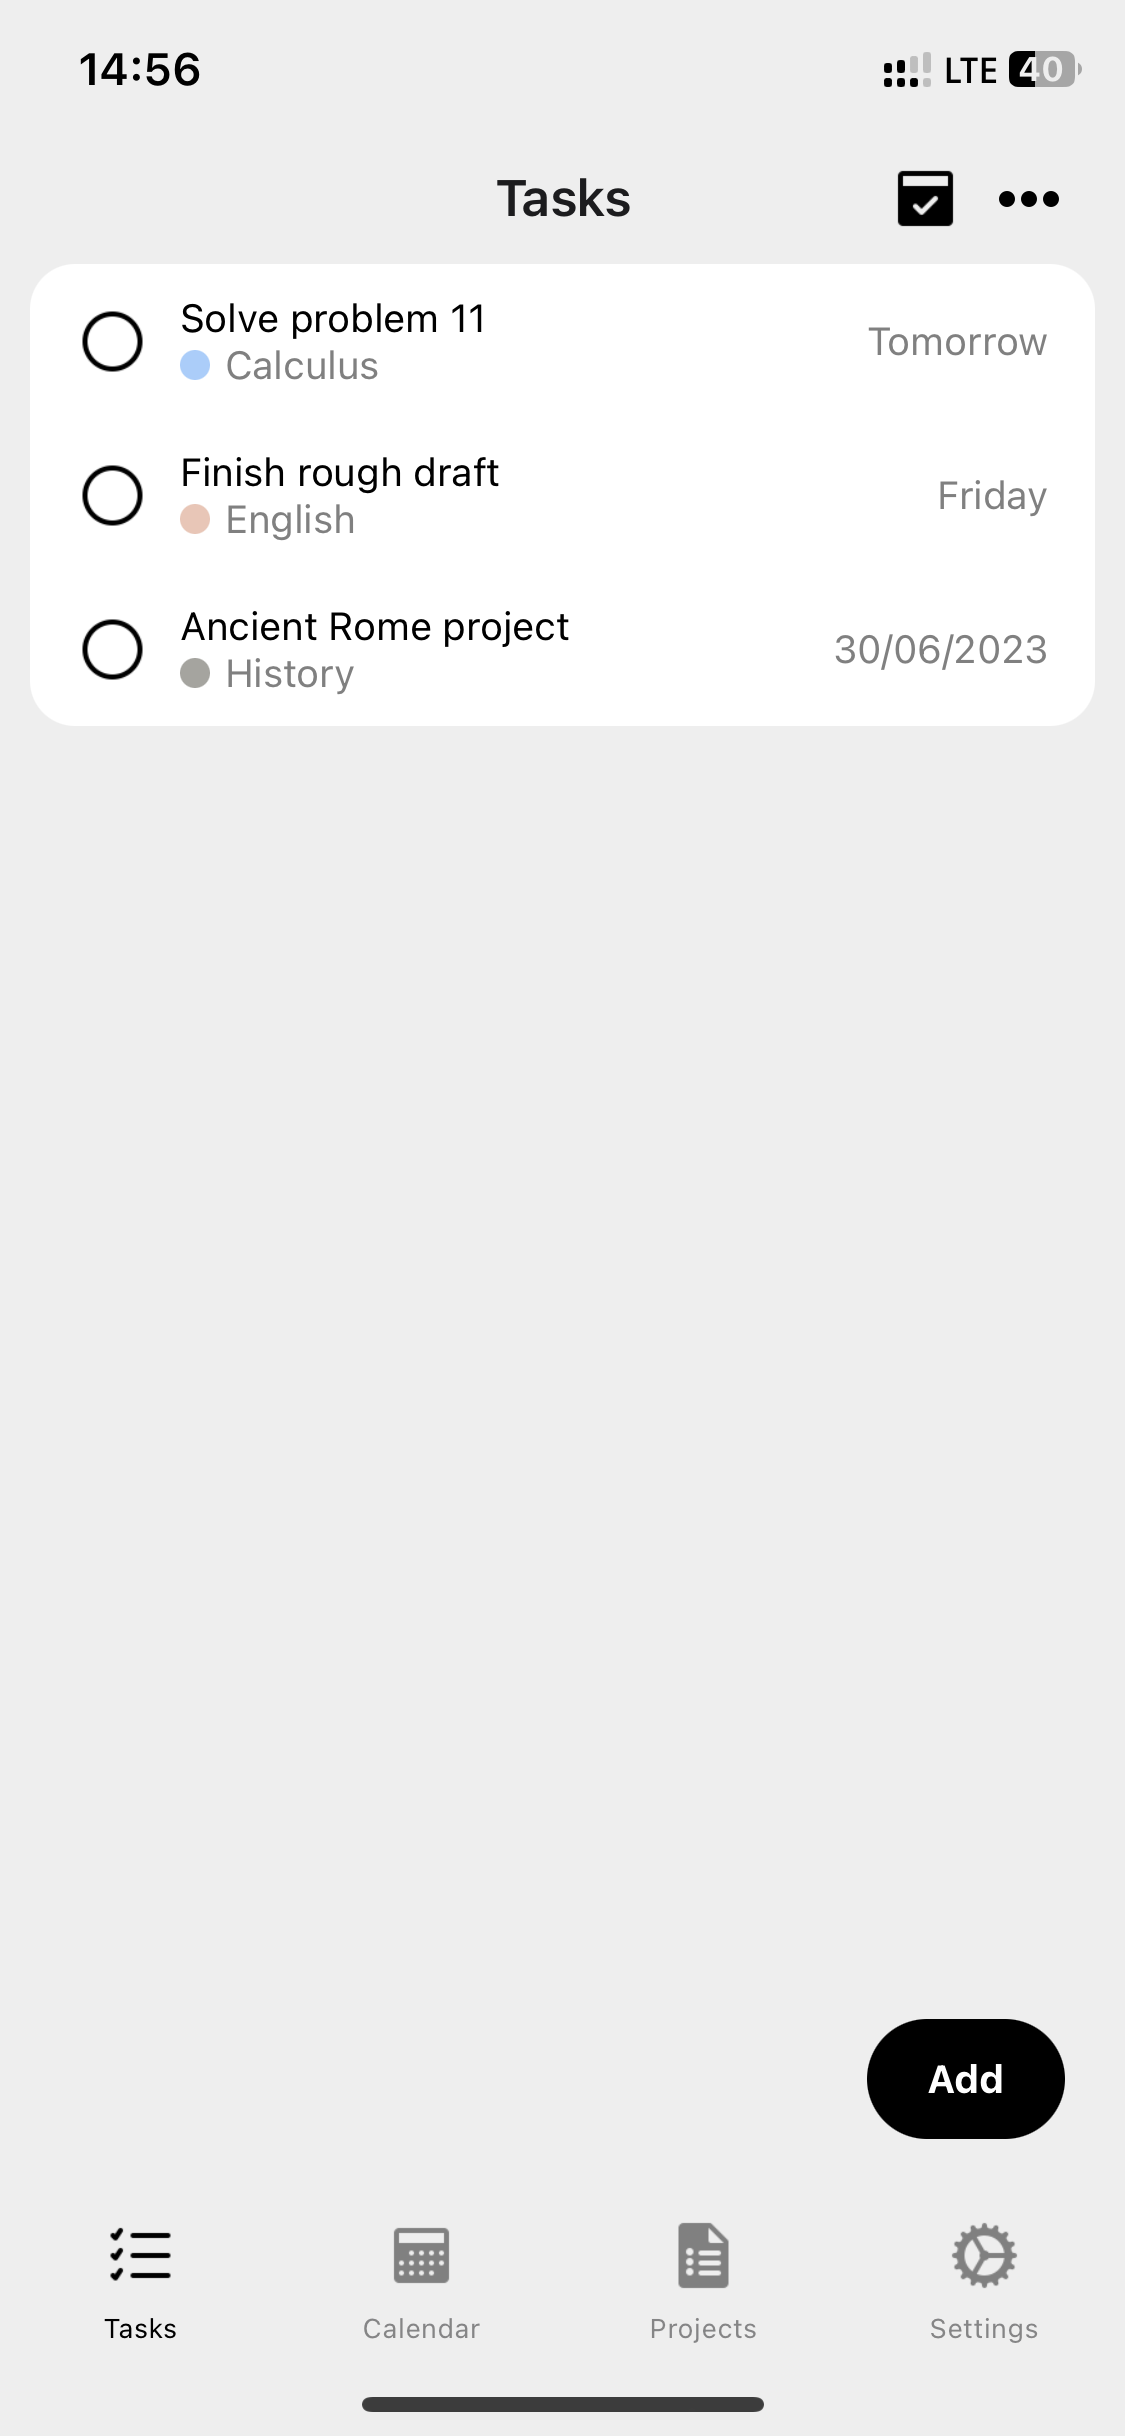 14:56 LTE 40
Tasks
Solve problem 11
Calculus
Tomorrow
Finish rough draft
English
Friday
Ancient Rome project
History
30/06/2023
Add
Tasks Calendar Projects Settings